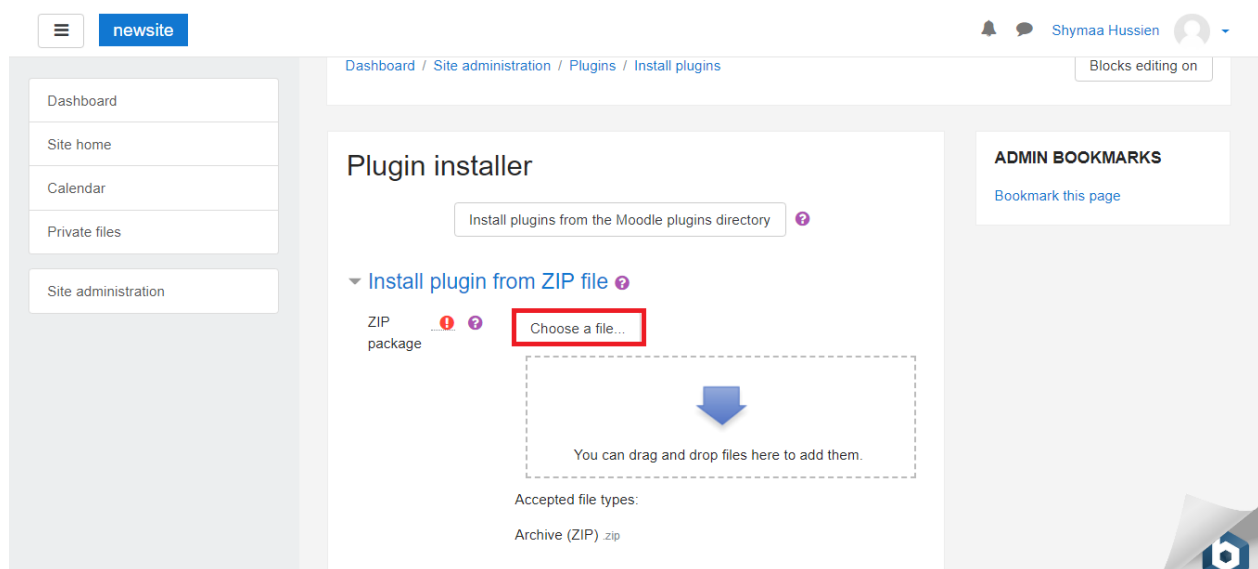 newsite
Shymaa Hussien
Dashboard / Site administration / Plugins / Install plugins
Blocks editing on
Dashboard
Site home
Calendar
Private files
Site administration
Plugin installer
Install plugins from the Moodle plugins directory
Install plugin from ZIP file
ZIP
package
Choose a file...
You can drag and drop files here to add them.
Accepted file types:
Archive (ZIP) .zip
ADMIN BOOKMARKS
Bookmark this page
b